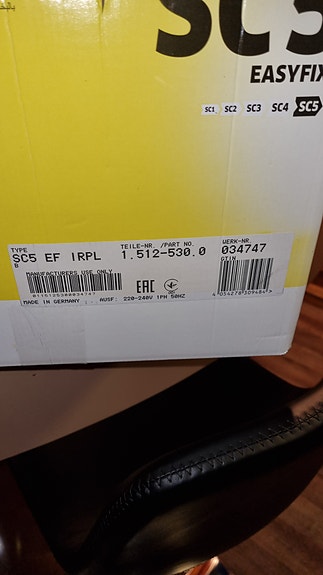 SC5
EASYFIX
SC1 SC2 SC3 SC4 SC5
TYPE TEILE-NR. /PART NO. WERK-NR.
SC5 EF IRPL 1.512-530.0 034747
B GTIN
MANUFACTURERS USE ONLY
EAC
MADE IN GERMANY AUSF: 220-240V 1PH 50HZ